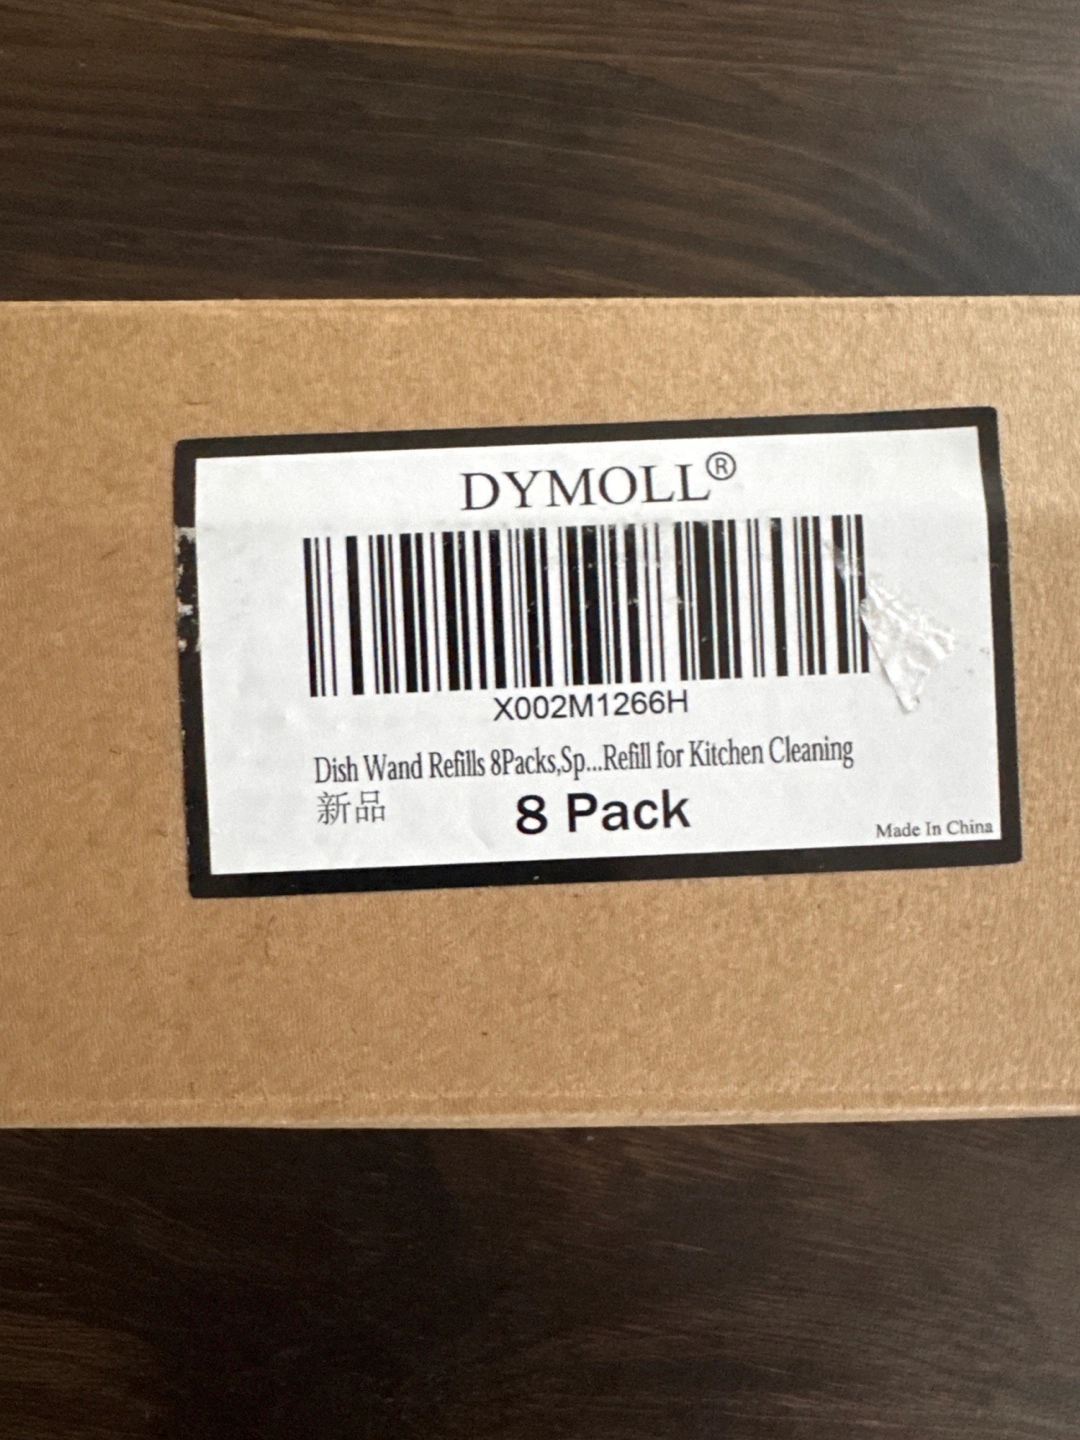 DYMOLL®
X002M1266H
Dish Wand Refills 8Packs,Sp...Refill for Kitchen Cleaning
新品 8 Pack
Made In China